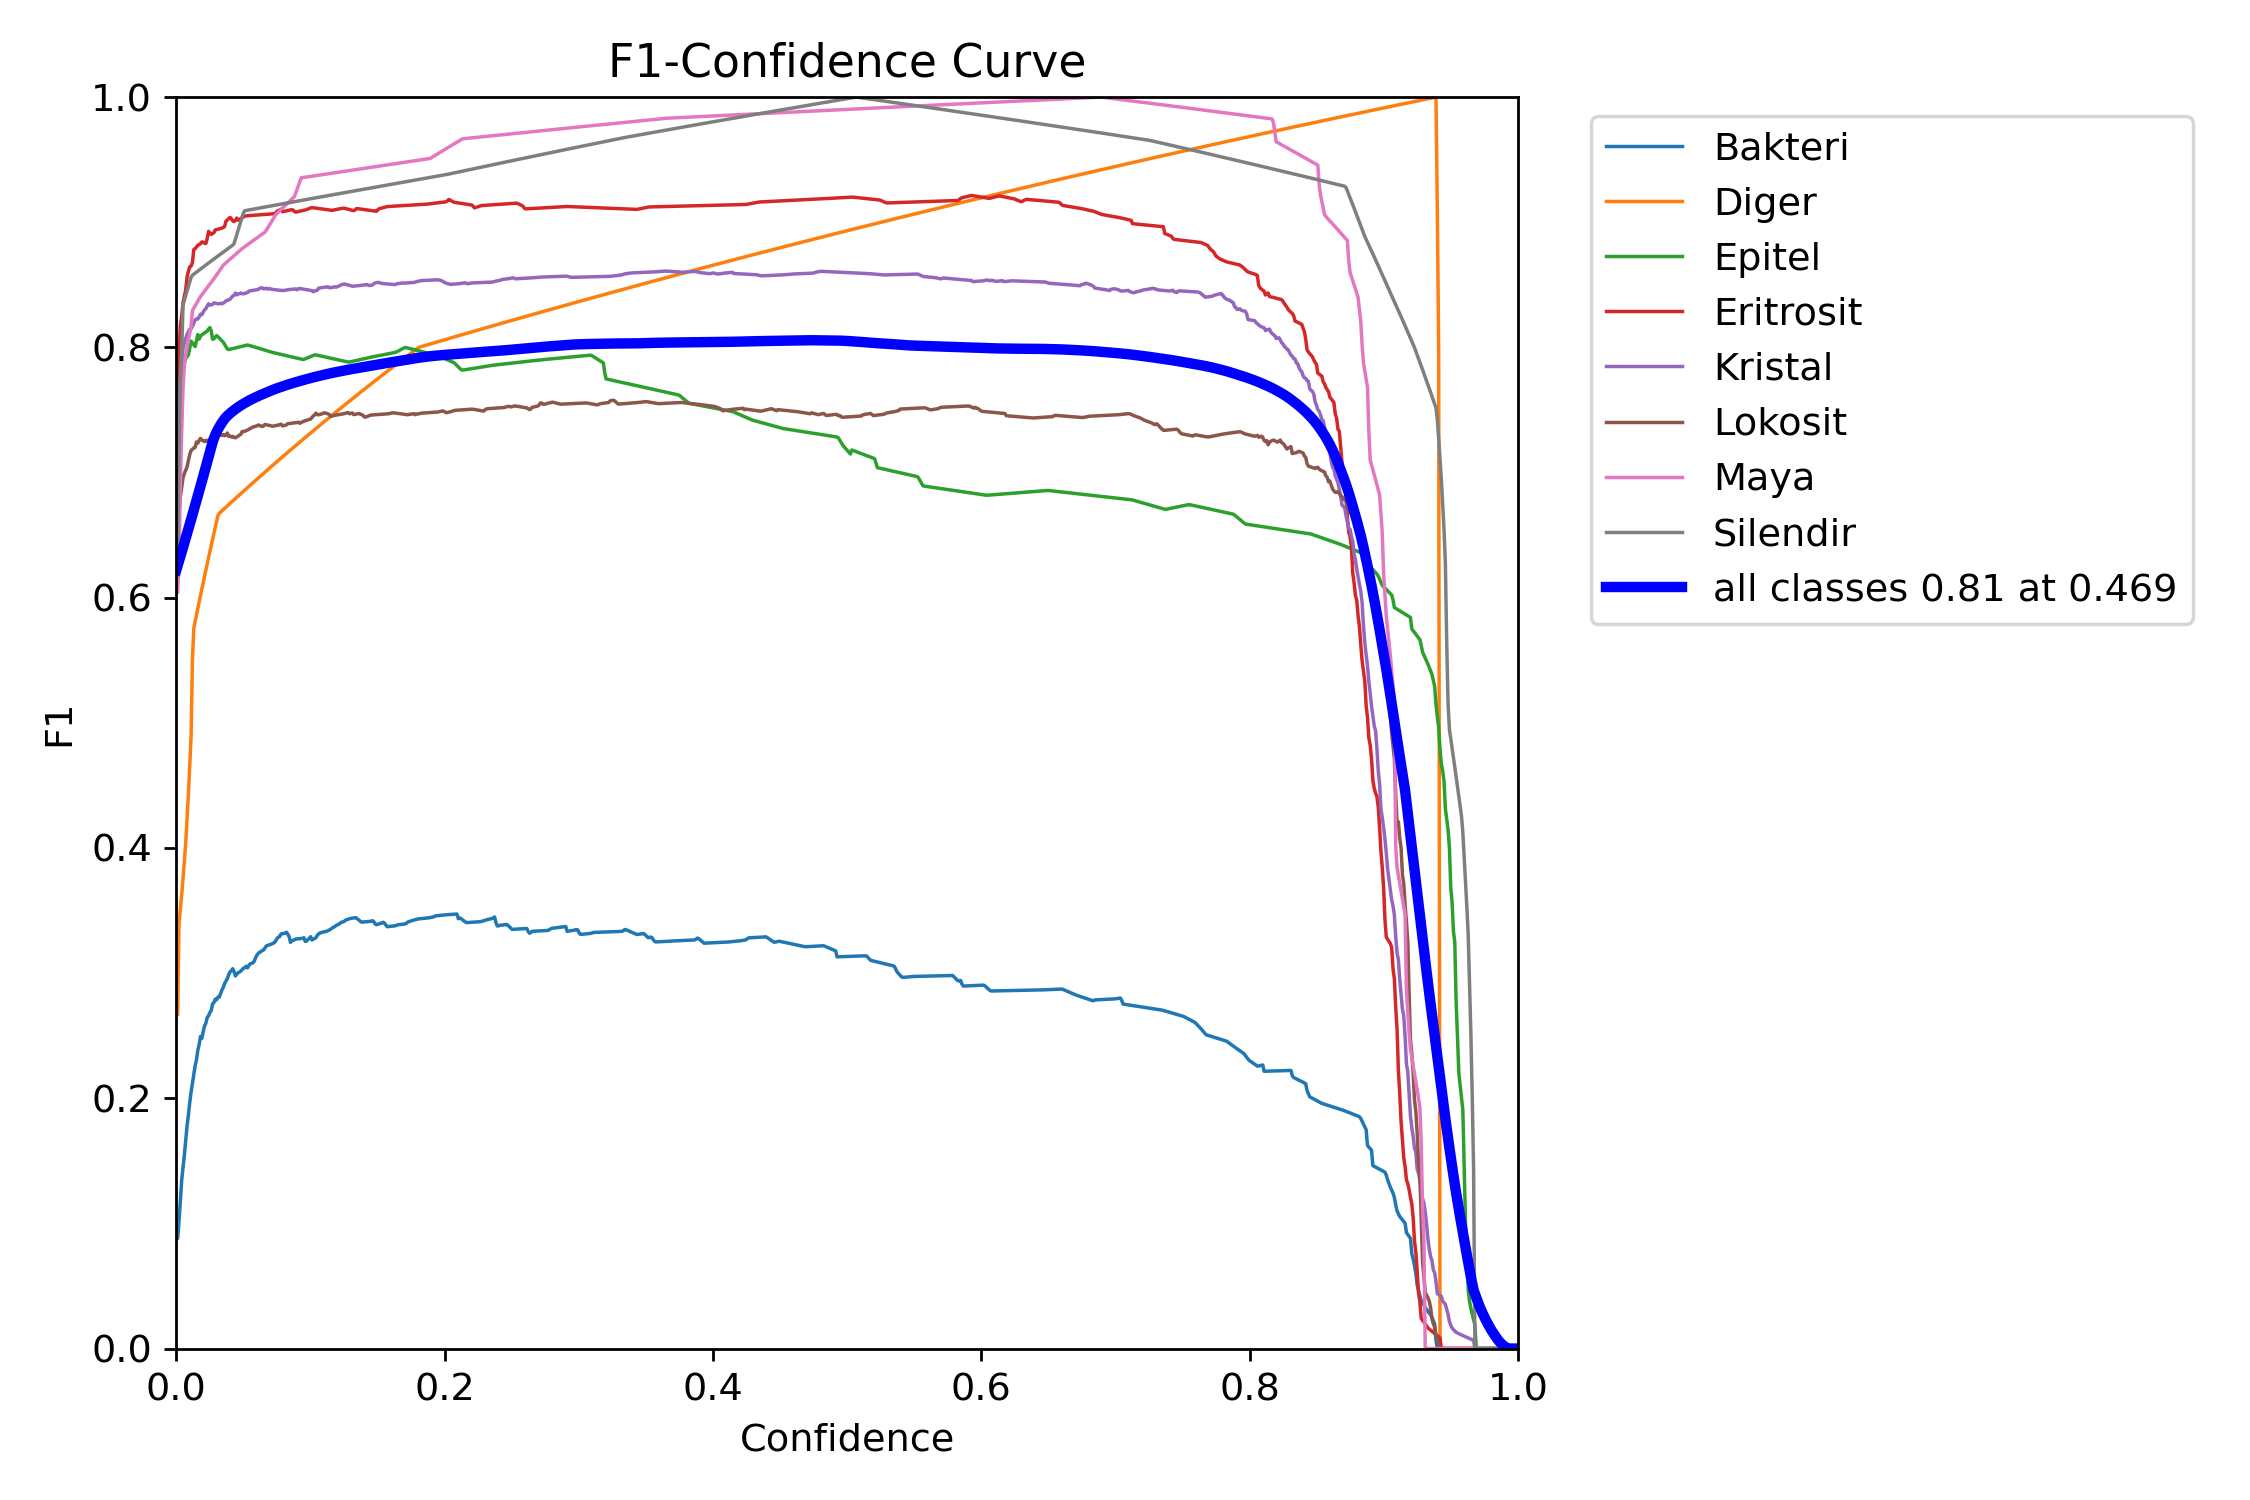 F1-Confidence Curve
1.0
0.8
0.6
0.4
0.2
0.0
F1
0.0 0.2 0.4 0.6 0.8 1.0
Confidence
Bakteri
Diger
Epitel
Eritrosit
Kristal
Lokosit
Maya
Silendir
all classes 0.81 at 0.469